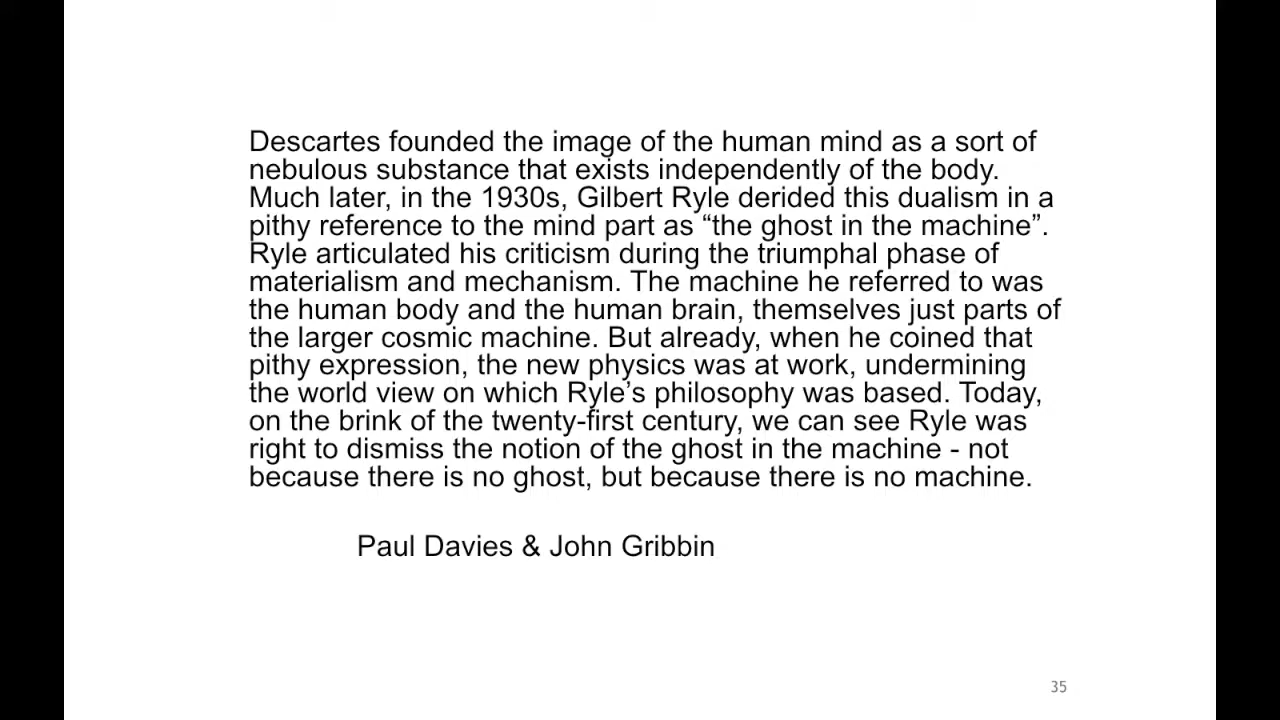 Descartes founded the image of the human mind as a sort of
nebulous substance that exists independently of the body.
Much later, in the 1930s, Gilbert Ryle derided this dualism in a
pithy reference to the mind part as “the ghost in the machine”.
Ryle articulated his criticism during the triumphal phase of
materialism and mechanism. The machine he referred to was
the human body and the human brain, themselves just parts of
the larger cosmic machine. But already, when he coined that
pithy expression, the new physics was at work, undermining
the world view on which Ryle’s philosophy was based. Today,
on the brink of the twenty-first century, we can see Ryle was
right to dismiss the notion of the ghost in the machine - not
because there is no ghost, but because there is no machine.
Paul Davies & John Gribbin
35